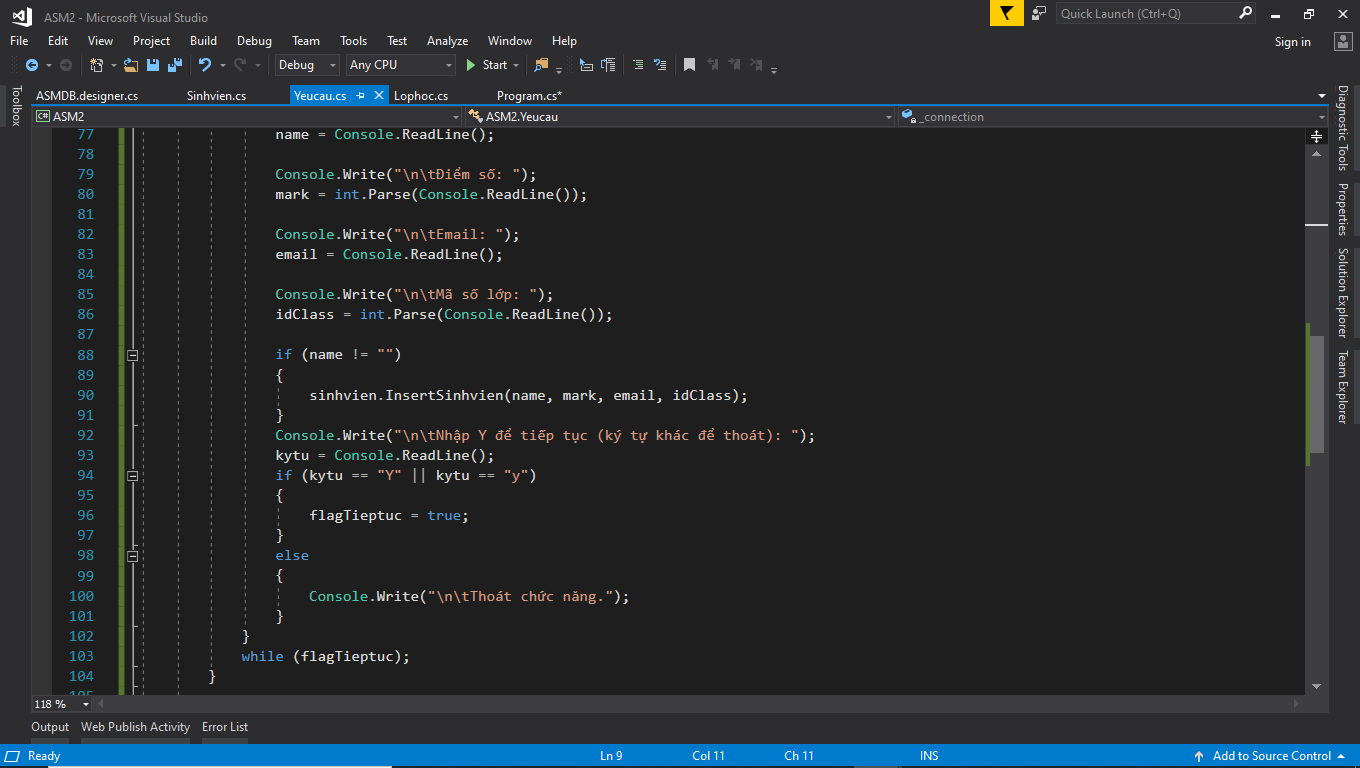 ASM2 - Microsoft Visual Studio
Quick Launch (Ctrl+Q)
File Edit View Project Build Debug Team Tools Test Analyze Window Help
Sign in
Debug Any CPU Start
ASMDB.designer.cs Sinhvien.cs Yeucau.cs Lophoc.cs Program.cs*
C# ASM2 ASM2.Yeucau _connection
Toolbox
77 name = Console.ReadLine();
78
79 Console.Write("\n\tĐiểm số: ");
80 mark = int.Parse(Console.ReadLine());
81
82 Console.Write("\n\tEmail: ");
83 email = Console.ReadLine();
84
85 Console.Write("\n\tMã số lớp: ");
86 idClass = int.Parse(Console.ReadLine());
87
88 if (name != "")
89 {
90 sinhvien.InsertSinhvien(name, mark, email, idClass);
91 }
92 Console.Write("\n\tNhập Y để tiếp tục (ký tự khác để thoát): ");
93 kytu = Console.ReadLine();
94 if (kytu == "Y" || kytu == "y")
95 {
96 flagTieptuc = true;
97 }
98 else
99 {
100 Console.Write("\n\tThoát chức năng.");
101 }
102 }
103 while (flagTieptuc);
104 }
105
Diagnostic Tools
Properties
Solution Explorer
Team Explorer
118 %
Output Web Publish Activity Error List
Ready Ln 9 Col 11 Ch 11 INS Add to Source Control